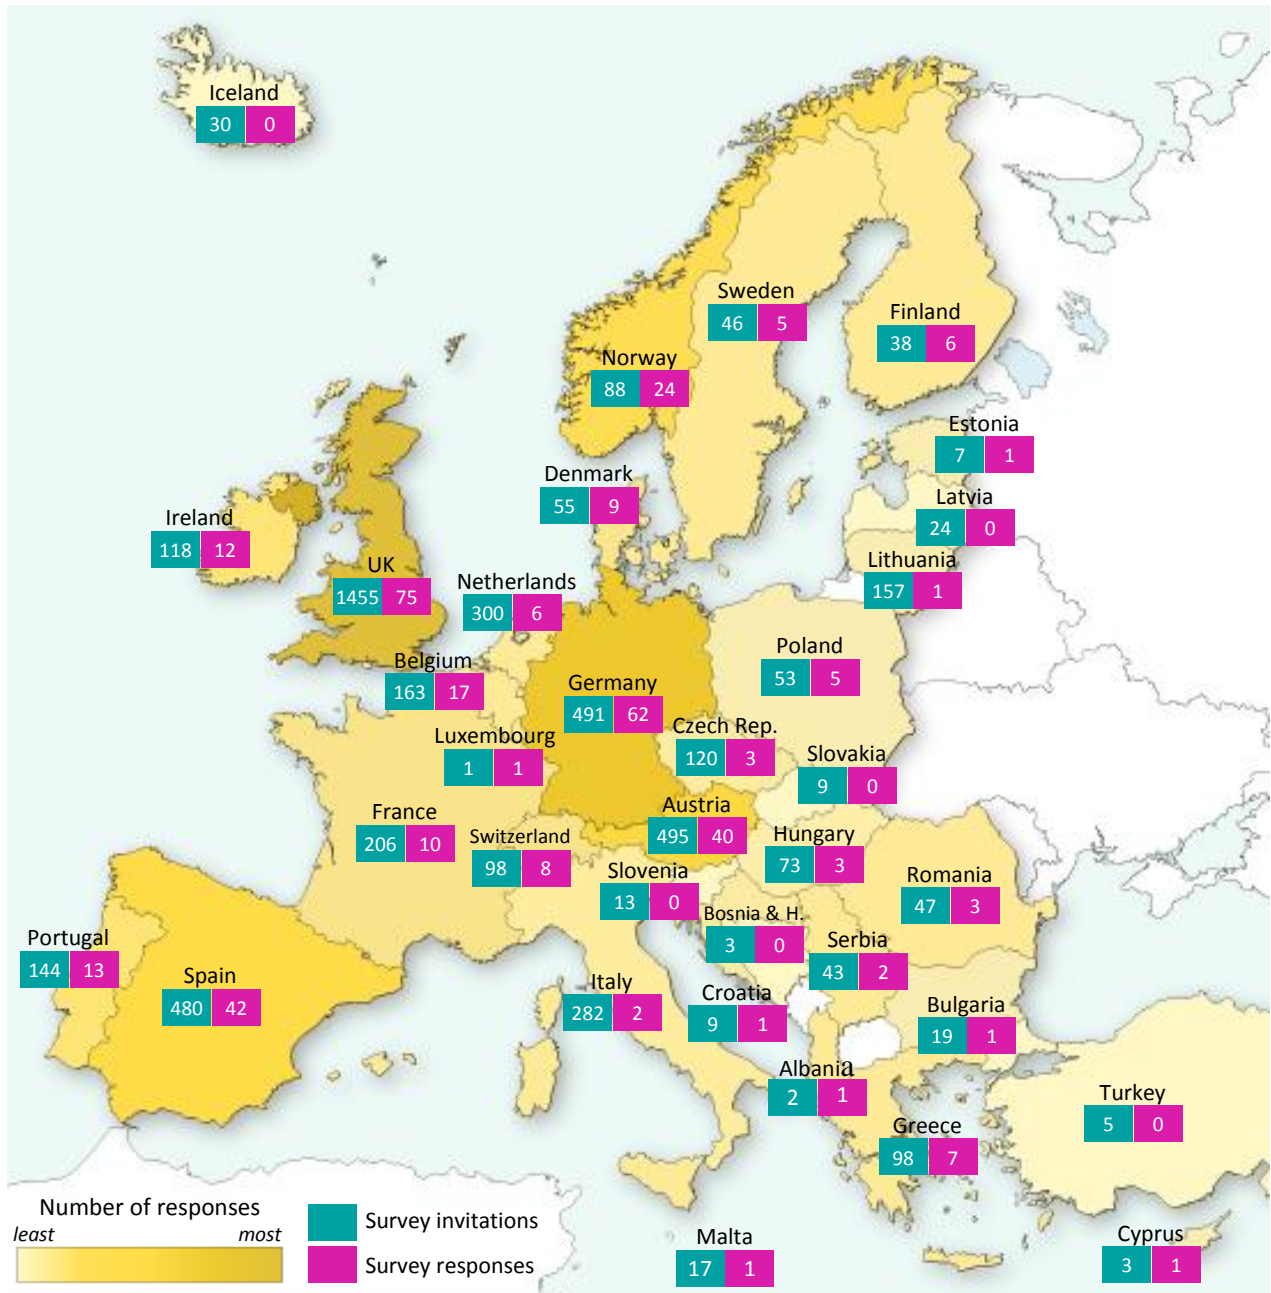 Iceland
30 0
Sweden
46 5
Finland
38 6
Norway
88 24
Estonia
7 1
Denmark
55 9
Latvia
24 0
Ireland
118 12
Lithuania
157 1
UK
1455 75
Netherlands
300 6
Poland
53 5
Belgium
163 17
Germany
491 62
Czech Rep.
120 3
Luxembourg
1 1
Slovakia
9 0
Austria
495 40
France
206 10
Switzerland
98 8
Hungary
73 3
Slovenia
13 0
Romania
47 3
Bosnia & H.
3 0
Portugal
144 13
Serbia
43 2
Spain
480 42
Italy
282 2
Croatia
9 1
Bulgaria
19 1
Albania
2 1
Turkey
5 0
Greece
98 7
Number of responses
least most
Survey invitations
Survey responses
Malta
17 1
Cyprus
3 1